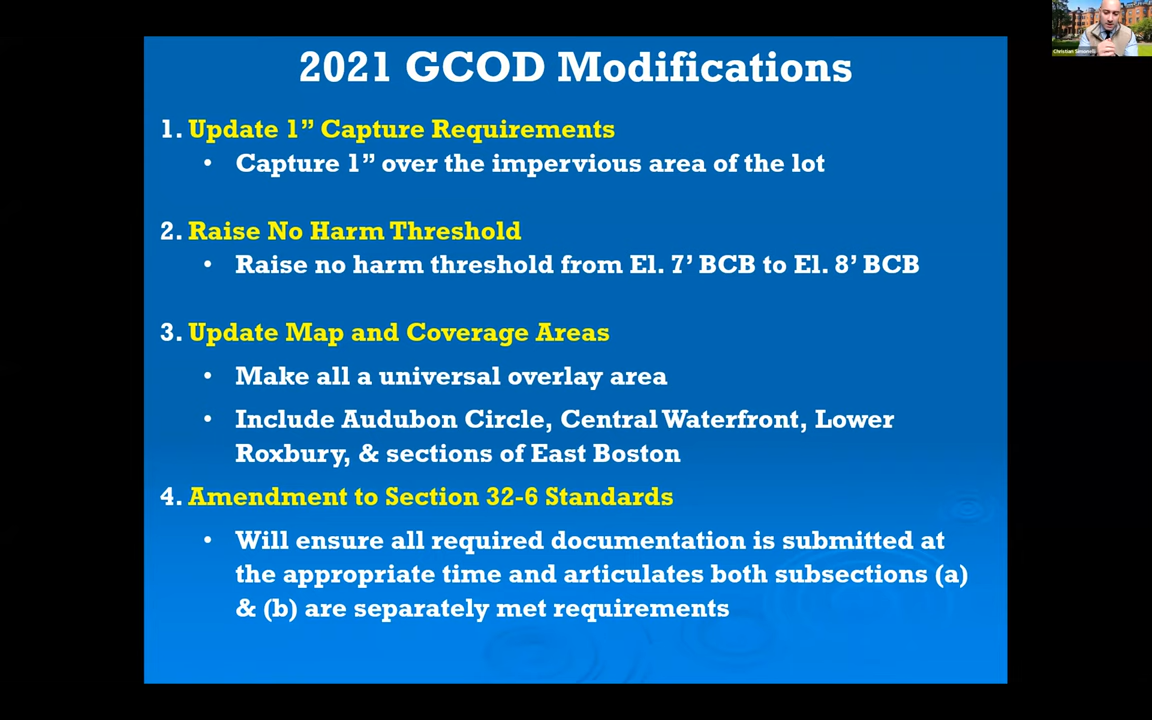 2021 GCOD Modifications
1. Update 1” Capture Requirements
• Capture 1” over the impervious area of the lot
2. Raise No Harm Threshold
• Raise no harm threshold from El. 7’ BCB to El. 8’ BCB
3. Update Map and Coverage Areas
• Make all a universal overlay area
• Include Audubon Circle, Central Waterfront, Lower
Roxbury, & sections of East Boston
4. Amendment to Section 32-6 Standards
• Will ensure all required documentation is submitted at
the appropriate time and articulates both subsections (a)
& (b) are separately met requirements
Christian